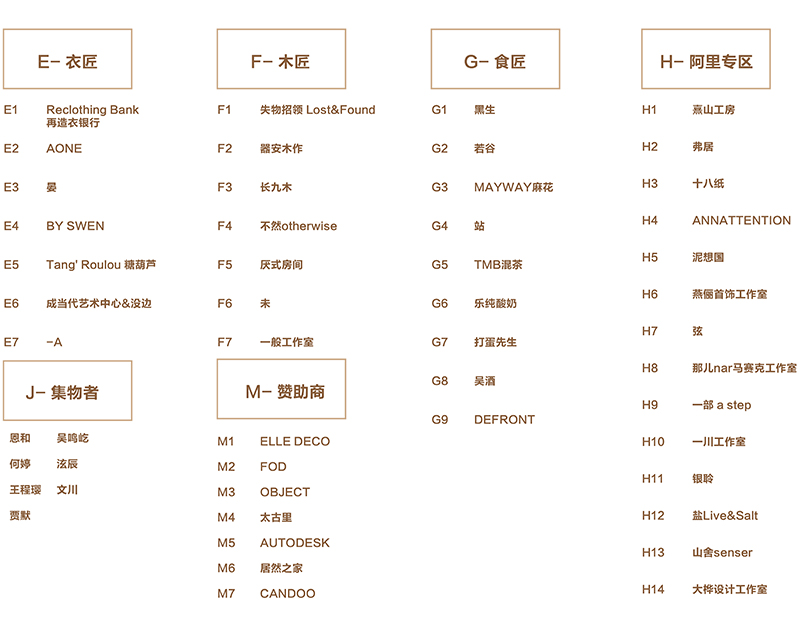 E- 衣匠
E1 Reclothing Bank
再造衣银行
E2 AONE
E3 晏
E4 BY SWEN
E5 Tang' Roulou 糖葫芦
E6 成当代艺术中心&没边
E7 -A
F- 木匠
F1 失物招领 Lost&Found
F2 器安木作
F3 长九木
F4 不然otherwise
F5 厌式房间
F6 未
F7 一般工作室
G- 食匠
G1 黑生
G2 若谷
G3 MAYWAY麻花
G4 站
G5 TMB混茶
G6 乐纯酸奶
G7 打蛋先生
G8 吴酒
G9 DEFRONT
H- 阿里专区
H1 熹山工房
H2 弗居
H3 十八纸
H4 ANNATTENTION
H5 泥想国
H6 燕俪首饰工作室
H7 弦
H8 那儿nar马赛克工作室
H9 一部 a step
H10 一川工作室
H11 银聆
H12 盐Live&Salt
H13 山舍senser
H14 大桦设计工作室
J- 集物者
恩和 吴鸣屹
何婷 泫辰
王程璎 文川
贾默
M- 赞助商
M1 ELLE DECO
M2 FOD
M3 OBJECT
M4 太古里
M5 AUTODESK
M6 居然之家
M7 CANDOO